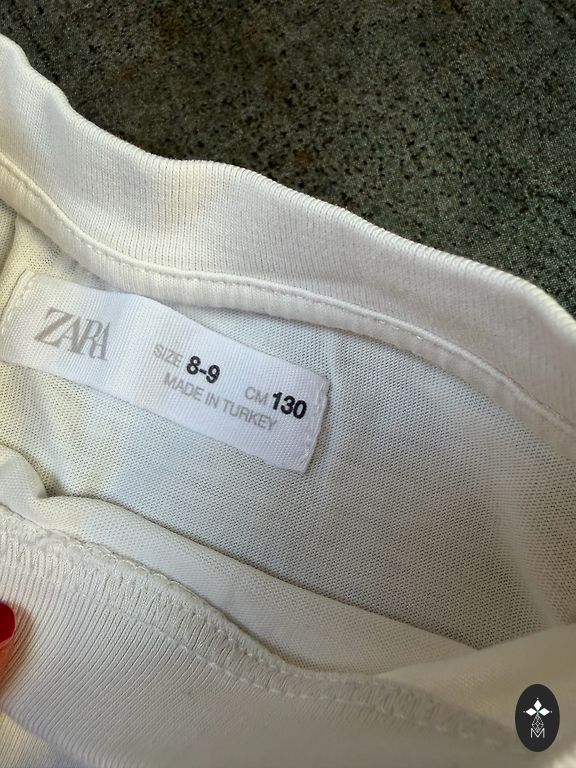 ZARA
SIZE 8-9 CM 130
MADE IN TURKEY
M